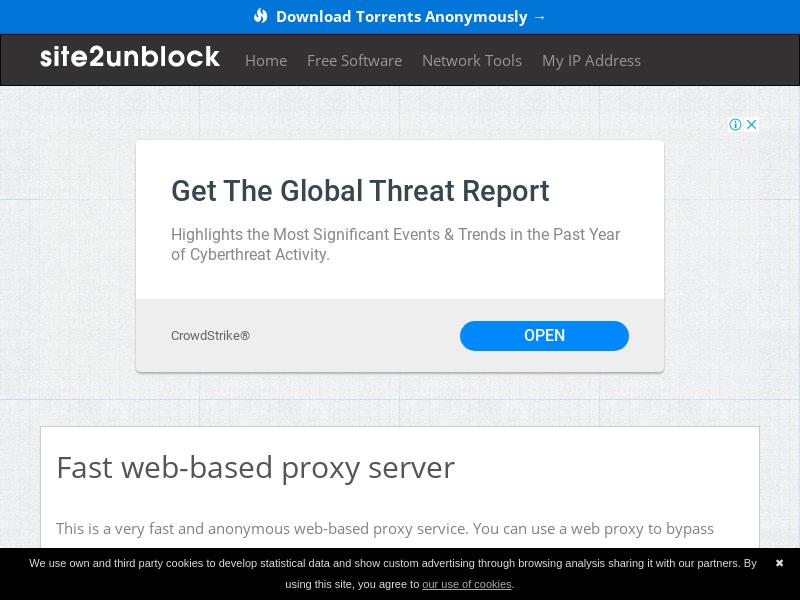 Download Torrents Anonymously →
site2unblock
Home Free Software Network Tools My IP Address
Get The Global Threat Report
Highlights the Most Significant Events & Trends in the Past Year
of Cyberthreat Activity.
CrowdStrike®
OPEN
Fast web-based proxy server
This is a very fast and anonymous web-based proxy service. You can use a web proxy to bypass
We use own and third party cookies to develop statistical data and show custom advertising through browsing analysis sharing it with our partners. By ✖
using this site, you agree to our use of cookies.